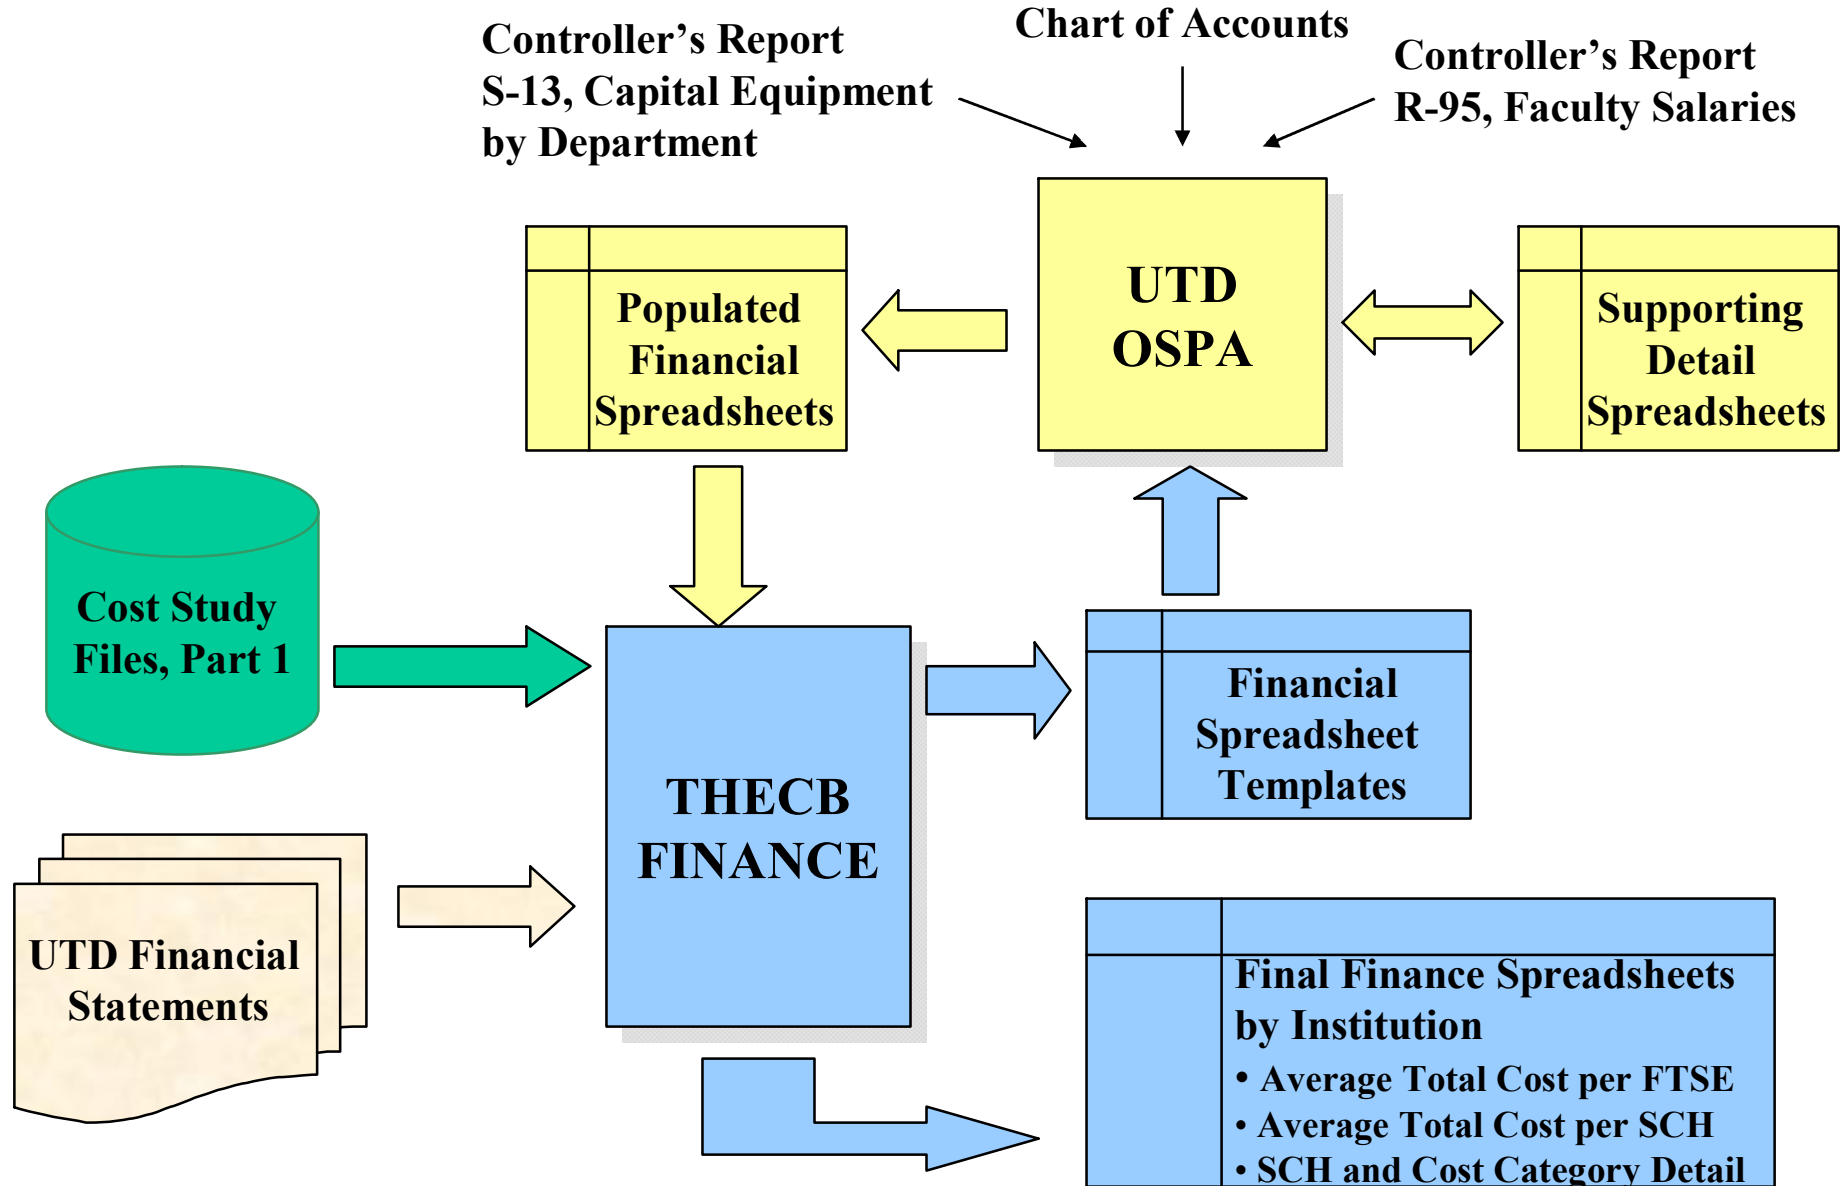 Chart of Accounts
Controller’s Report
S-13, Capital Equipment
by Department
Controller’s Report
R-95, Faculty Salaries
Populated
Financial
Spreadsheets
UTD
OSPA
Supporting
Detail
Spreadsheets
Cost Study
Files, Part 1
THECB
FINANCE
Financial
Spreadsheet
Templates
UTD Financial
Statements
Final Finance Spreadsheets
by Institution
• Average Total Cost per FTSE
• Average Total Cost per SCH
• SCH and Cost Category Detail